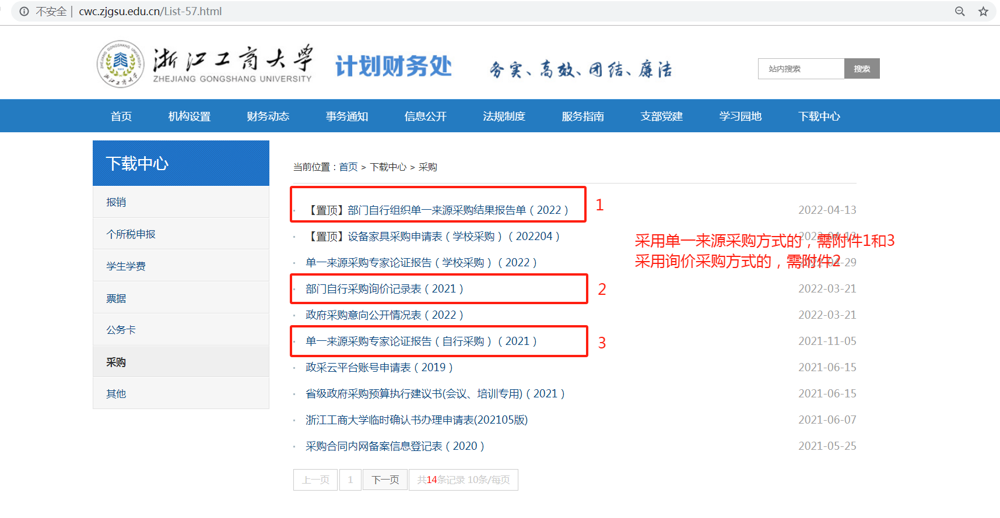 不安全 | cwc.zjgsu.edu.cn/List-57.html
浙江工商大学
ZHEJIANG GONGSHANG UNIVERSITY
计划财务处
务实、高效、团结、廉洁
站内搜索 搜索
首页 机构设置 财务动态 事务通知 信息公开 法规制度 服务指南 支部党建 学习园地 下载中心
下载中心
报销
个所税申报
学生学费
票据
公务卡
采购
其他
当前位置：首页 > 下载中心 > 采购
【置顶】部门自行组织单一来源采购结果报告单（2022） 1 2022-04-13
【置顶】设备家具采购申请表（学校采购）（202204） 2022-04-13
采用单一来源采购方式的，需附件1和3
采用询价采购方式的，需附件2
单一来源采购专家论证报告（学校采购）（2022） -29
部门自行采购询价记录表（2021） 2 2022-03-21
政府采购意向公开情况表（2022） 2022-03-21
单一来源采购专家论证报告（自行采购）（2021） 3 2021-11-05
政采云平台账号申请表（2019） 2021-06-15
省级政府采购预算执行建议书(会议、培训专用)（2021） 2021-06-15
浙江工商大学临时确认书办理申请表(202105版) 2021-06-07
采购合同内网备案信息登记表（2020） 2021-05-25
上一页 1 下一页 共14条记录 10条/每页